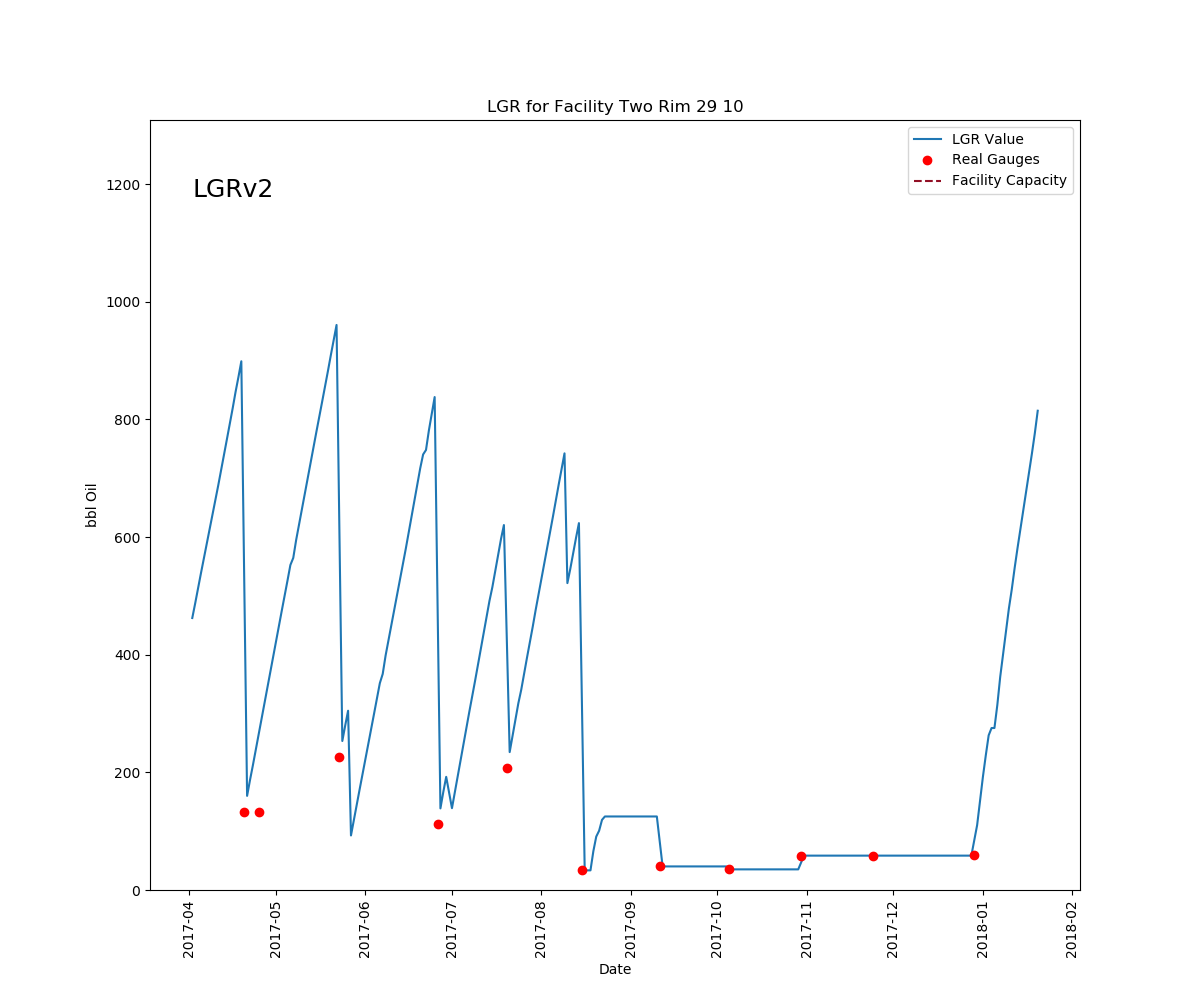 LGR for Facility Two Rim 29 10
LGRv2
LGR Value
Real Gauges
Facility Capacity
bbl Oil
1200
1000
800
600
400
200
0
2017-04
2017-05
2017-06
2017-07
2017-08
2017-09
2017-10
2017-11
2017-12
2018-01
2018-02
Date